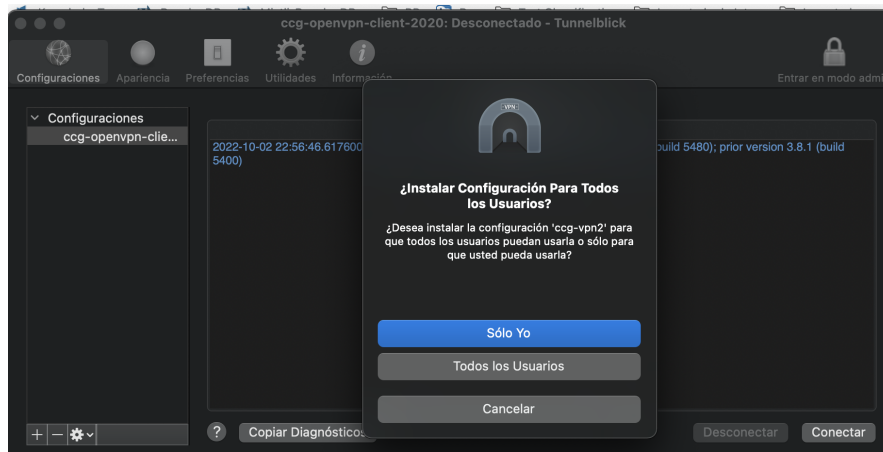 ccg-openvpn-client-2020: Desconectado - Tunnelblick
Configuraciones Apariencia Preferencias Utilidades Información Entrar en modo admi
Configuraciones
ccg-openvpn-clie...
2022-10-02 22:56:46.617600 build 5480); prior version 3.8.1 (build
5400)
VPN
¿Instalar Configuración Para Todos
los Usuarios?
¿Desea instalar la configuración 'ccg-vpn2' para
que todos los usuarios puedan usarla o sólo para
que usted pueda usarla?
Sólo Yo
Todos los Usuarios
Cancelar
? Copiar Diagnósticos Desconectar Conectar